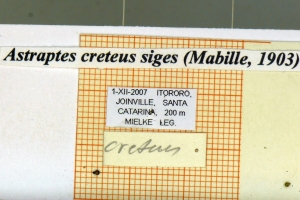 Astraptes creteus siges (Mabille, 1903)
1-XII-2007 ITORORO,
JOINVILLE, SANTA
CATARINA, 200 m
MIELKE LEG.
creteus.